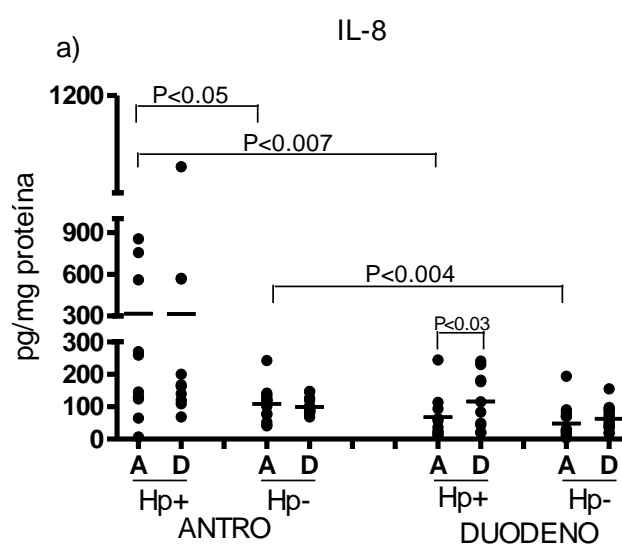 IL-8
a)
1200
P<0.05
P<0.007
900
600
P<0.004
300
300
P<0.03
200
100
0
pg/mg proteína
A D A D A D A D
Hp+ Hp- Hp+ Hp-
ANTRO DUODENO